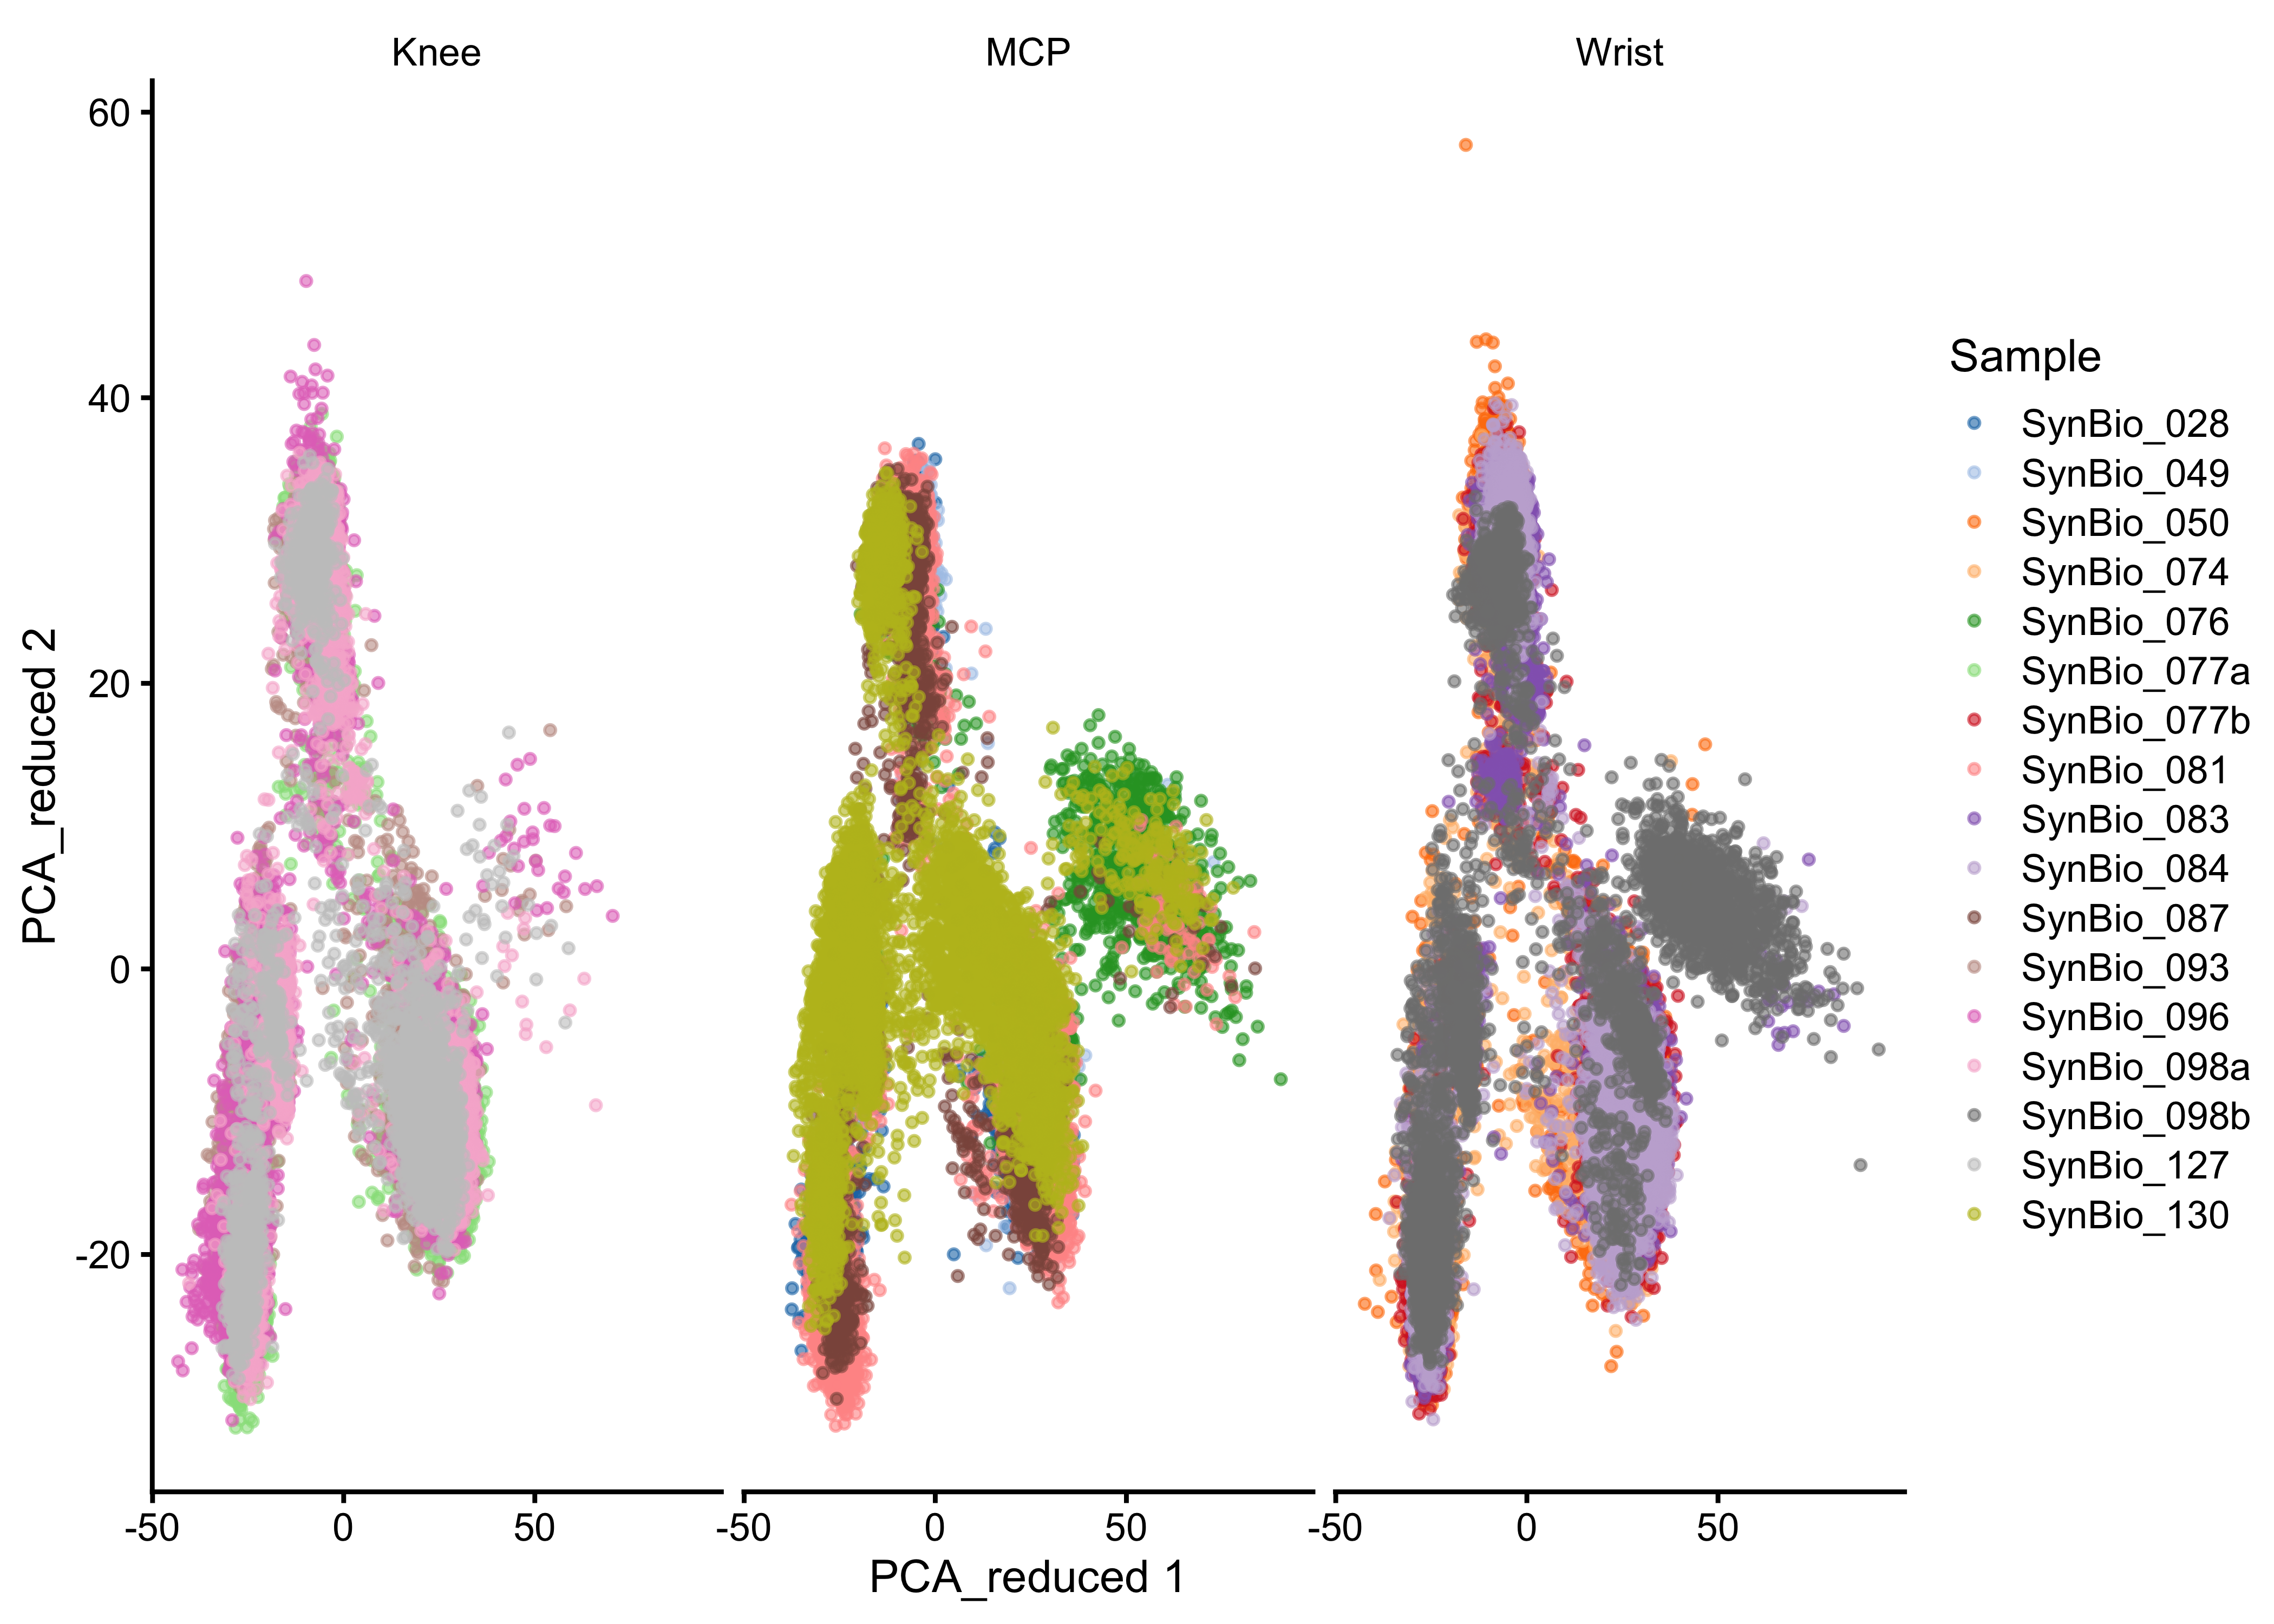 Knee MCP Wrist
60
40
20
0
-20
PCA_reduced 2
-50 0 50 -50 0 50 -50 0 50
PCA_reduced 1
Sample
SynBio_028
SynBio_049
SynBio_050
SynBio_074
SynBio_076
SynBio_077a
SynBio_077b
SynBio_081
SynBio_083
SynBio_084
SynBio_087
SynBio_093
SynBio_096
SynBio_098a
SynBio_098b
SynBio_127
SynBio_130